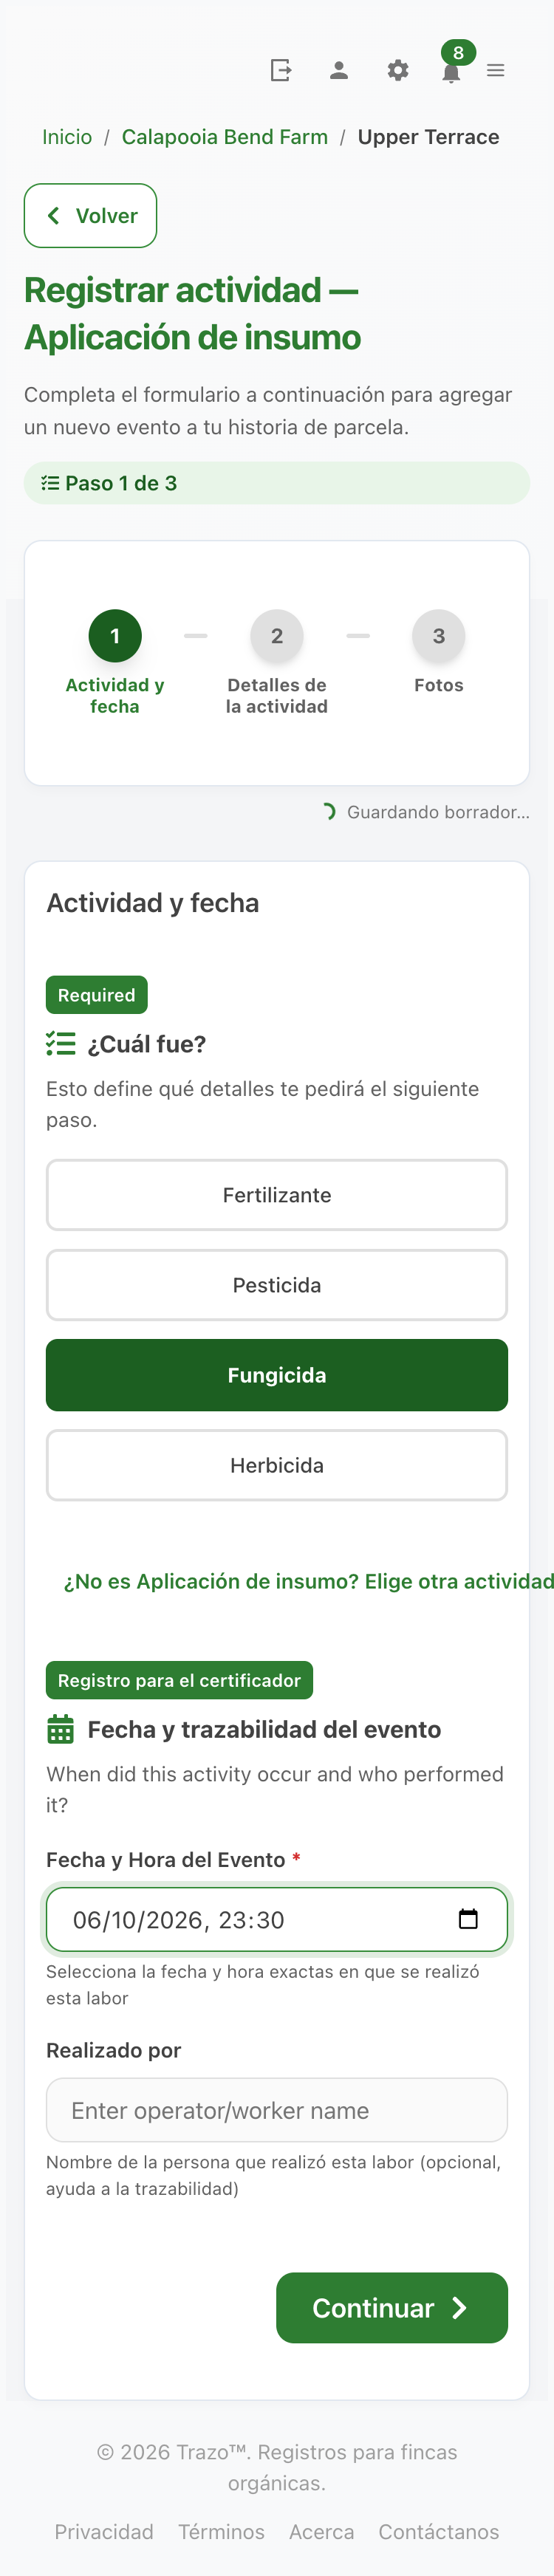 8
Inicio / Calapooia Bend Farm / Upper Terrace
Volver
Registrar actividad —
Aplicación de insumo
Completa el formulario a continuación para agregar
un nuevo evento a tu historia de parcela.
Paso 1 de 3
1
2
3
Actividad y
fecha
Detalles de
la actividad
Fotos
Guardando borrador...
Actividad y fecha
Required
¿Cuál fue?
Esto define qué detalles te pedirá el siguiente
paso.
Fertilizante
Pesticida
Fungicida
Herbicida
¿No es Aplicación de insumo? Elige otra actividad
Registro para el certificador
Fecha y trazabilidad del evento
When did this activity occur and who performed
it?
Fecha y Hora del Evento *
06/10/2026, 23:30
Selecciona la fecha y hora exactas en que se realizó
esta labor
Realizado por
Enter operator/worker name
Nombre de la persona que realizó esta labor (opcional,
ayuda a la trazabilidad)
Continuar
© 2026 Trazo™. Registros para fincas
orgánicas.
Privacidad Términos Acerca Contáctanos